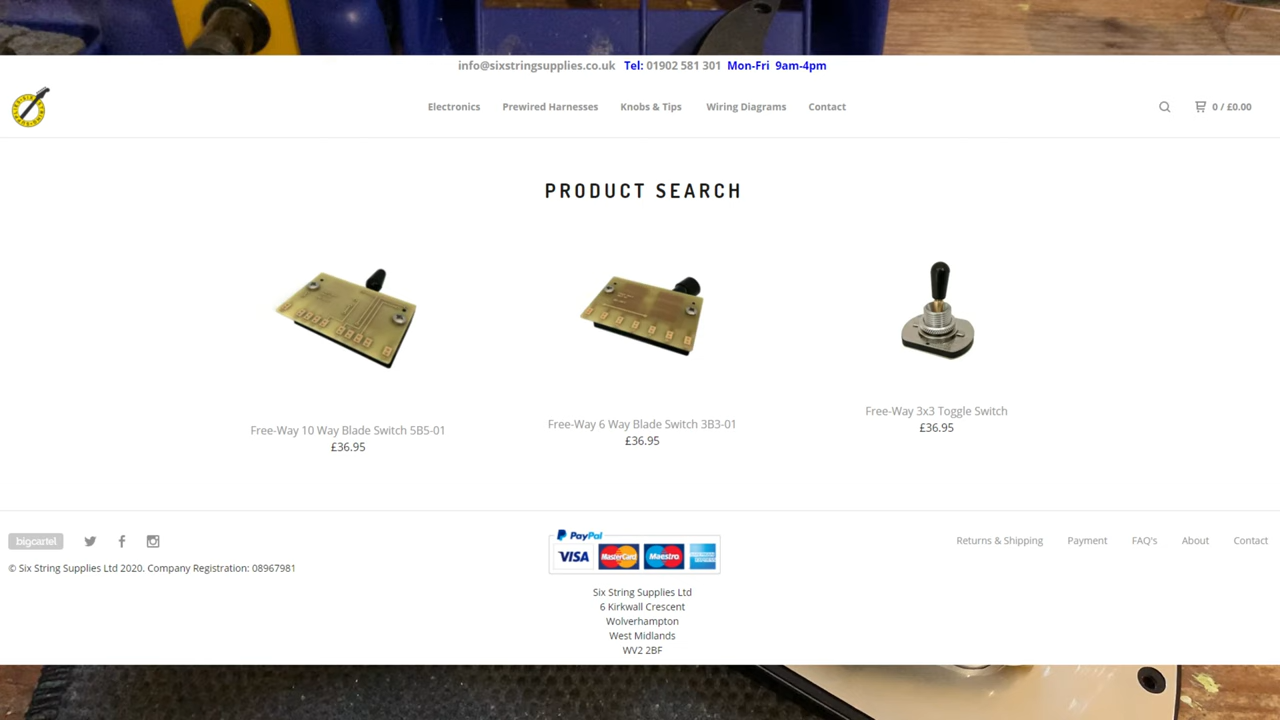 info@sixstringsupplies.co.uk Tel: 01902 581 301 Mon-Fri 9am-4pm
Electronics Prewired Harnesses Knobs & Tips Wiring Diagrams Contact
0 / £0.00
PRODUCT SEARCH
Free-Way 10 Way Blade Switch 5B5-01
£36.95
Free-Way 6 Way Blade Switch 3B3-01
£36.95
Free-Way 3x3 Toggle Switch
£36.95
bigcartel
© Six String Supplies Ltd 2020. Company Registration: 08967981
PayPal
VISA MasterCard Maestro
Six String Supplies Ltd
6 Kirkwall Crescent
Wolverhampton
West Midlands
WV2 2BF
Returns & Shipping Payment FAQ's About Contact